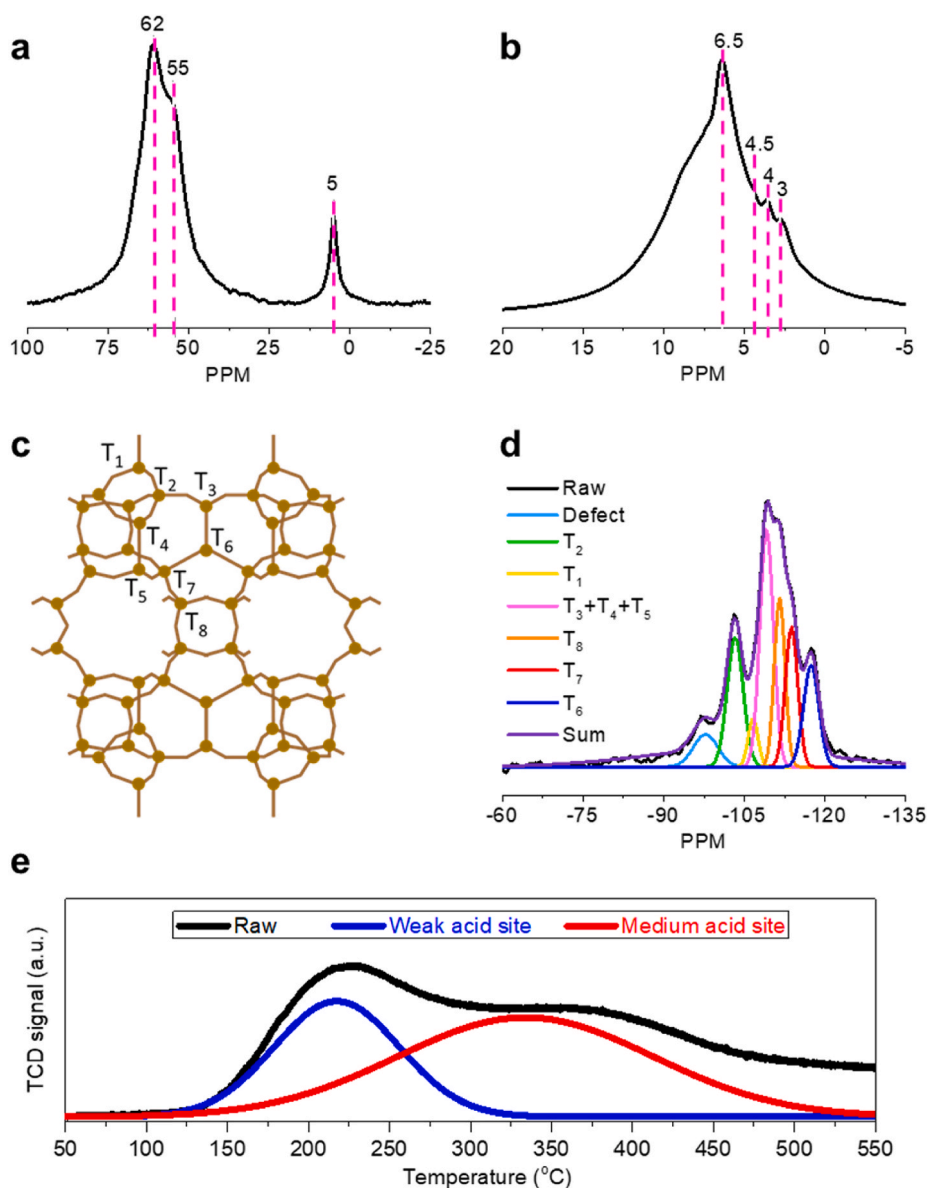 a
62
55
5
100 75 50 25 0 -25
PPM
b
6.5
4.5
4
3
20 15 10 5 0 -5
PPM
c
T₁
T₂
T₃
T₄
T₆
T₅
T₇
T₈
d
Raw
Defect
T₂
T₁
T₃+T₄+T₅
T₈
T₇
T₆
Sum
-60 -75 -90 -105 -120 -135
PPM
e
Raw Weak acid site Medium acid site
TCD signal (a.u.)
50 100 150 200 250 300 350 400 450 500 550
Temperature (°C)